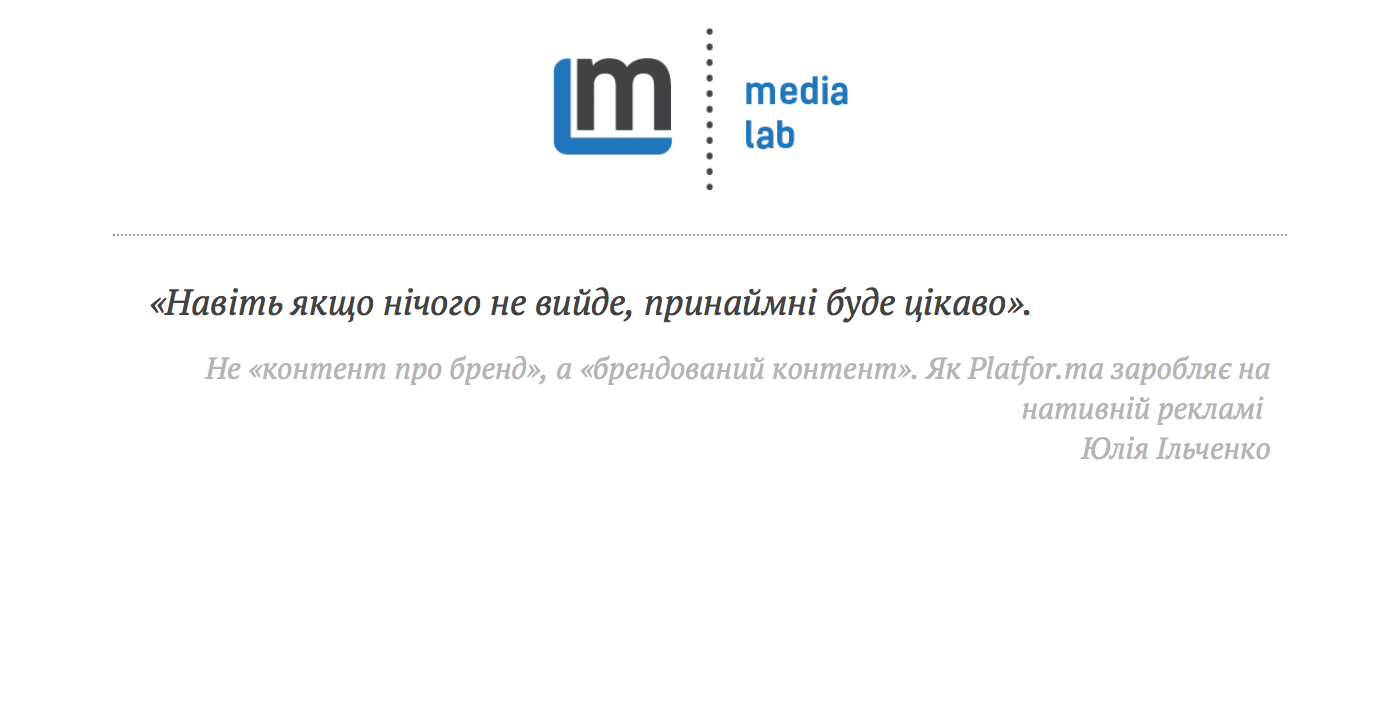 m
media
lab
«Навіть якщо нічого не вийде, принаймні буде цікаво».
Не «контент про бренд», а «брендований контент». Як Platfor.ma заробляє на
нативній рекламі
Юлія Ільченко